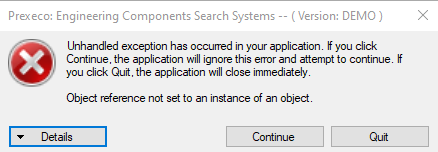 Prexeco: Engineering Components Search Systems -- ( Version: DEMO )
Unhandled exception has occurred in your application. If you click
Continue, the application will ignore this error and attempt to continue. If
you click Quit, the application will close immediately.
Object reference not set to an instance of an object.
Details
Continue
Quit